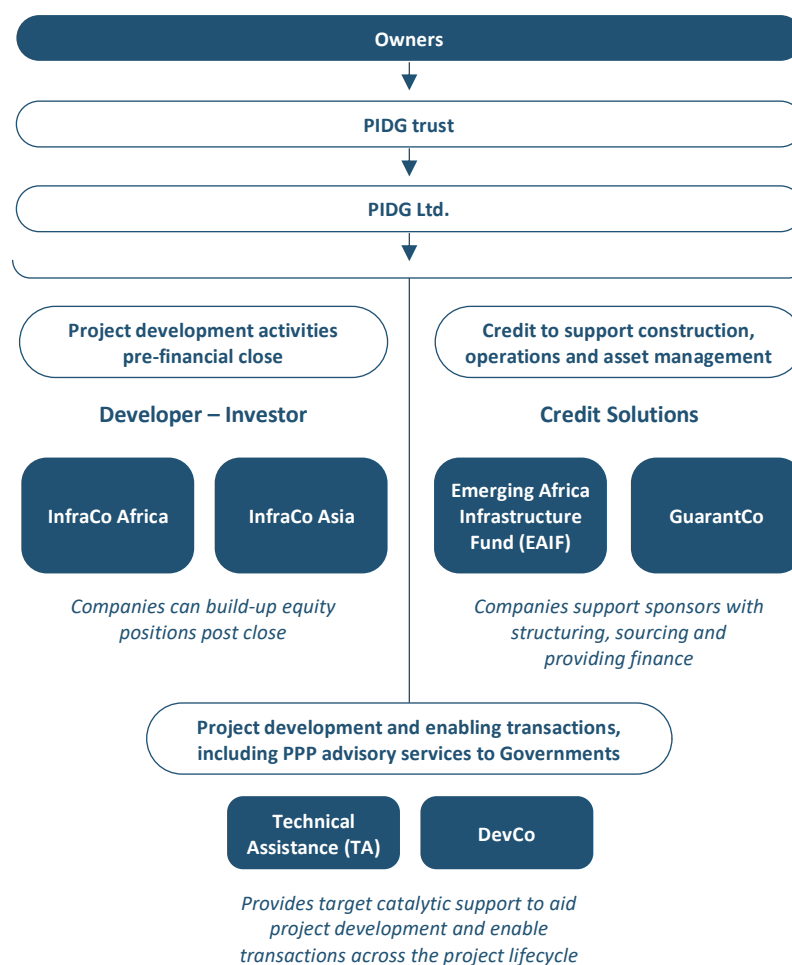 Owners
PIDG trust
PIDG Ltd.
Project development activities
pre-financial close
Developer – Investor
InfraCo Africa
InfraCo Asia
Companies can build-up equity
positions post close
Credit to support construction,
operations and asset management
Credit Solutions
Emerging Africa
Infrastructure
Fund (EAIF)
GuarantCo
Companies support sponsors with
structuring, sourcing and
providing finance
Project development and enabling transactions,
including PPP advisory services to Governments
Technical
Assistance (TA)
DevCo
Provides target catalytic support to aid
project development and enable
transactions across the project lifecycle